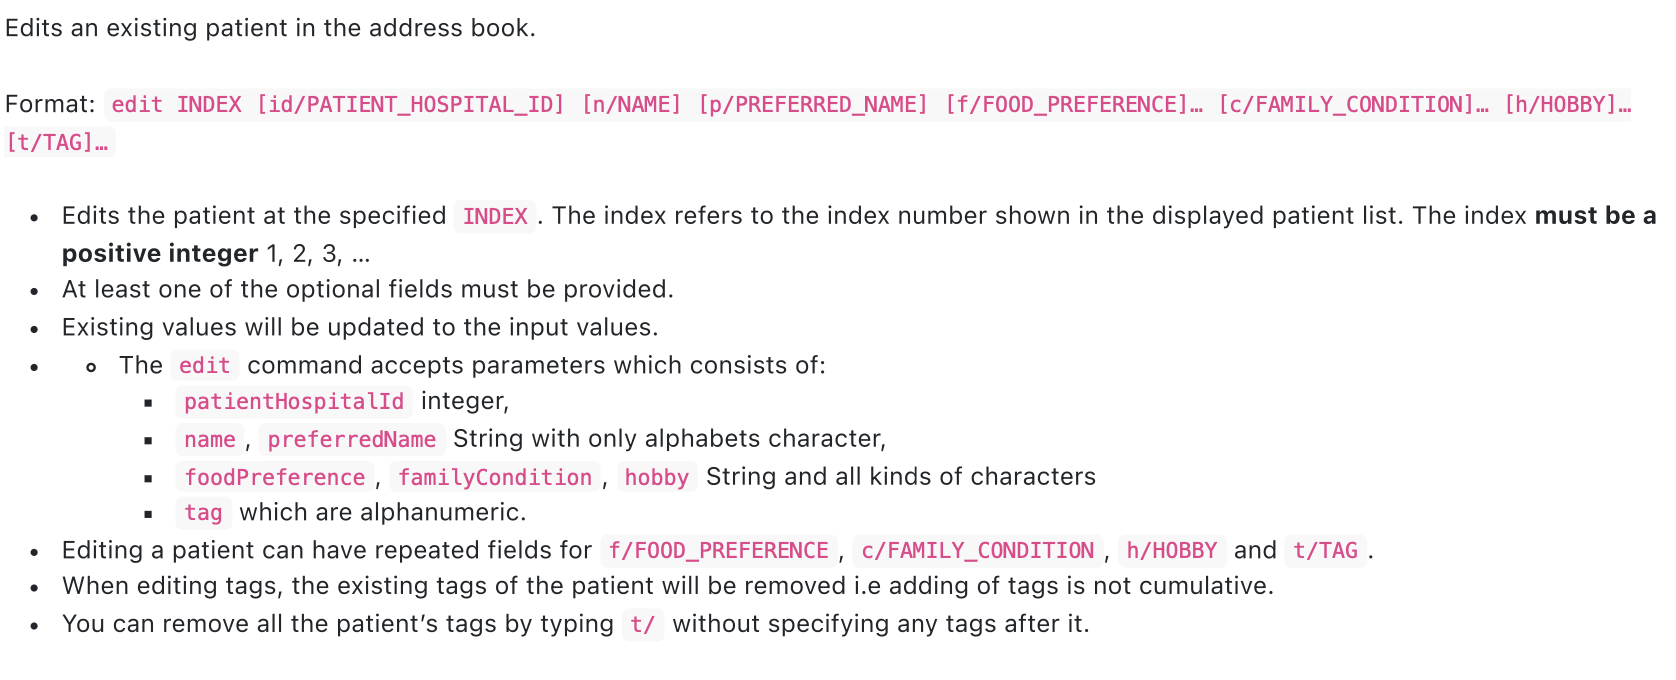 Edits an existing patient in the address book.
Format: edit INDEX [id/PATIENT_HOSPITAL_ID] [n/NAME] [p/PREFERRED_NAME] [f/FOOD_PREFERENCE]… [c/FAMILY_CONDITION]… [h/HOBBY]…
[t/TAG]…
• Edits the patient at the specified INDEX . The index refers to the index number shown in the displayed patient list. The index must be a
positive integer 1, 2, 3, …
• At least one of the optional fields must be provided.
• Existing values will be updated to the input values.
• ◦ The edit command accepts parameters which consists of:
▪ patientHospitalId integer,
▪ name , preferredName String with only alphabets character,
▪ foodPreference , familyCondition , hobby String and all kinds of characters
▪ tag which are alphanumeric.
• Editing a patient can have repeated fields for f/FOOD_PREFERENCE , c/FAMILY_CONDITION , h/HOBBY and t/TAG .
• When editing tags, the existing tags of the patient will be removed i.e adding of tags is not cumulative.
• You can remove all the patient’s tags by typing t/ without specifying any tags after it.